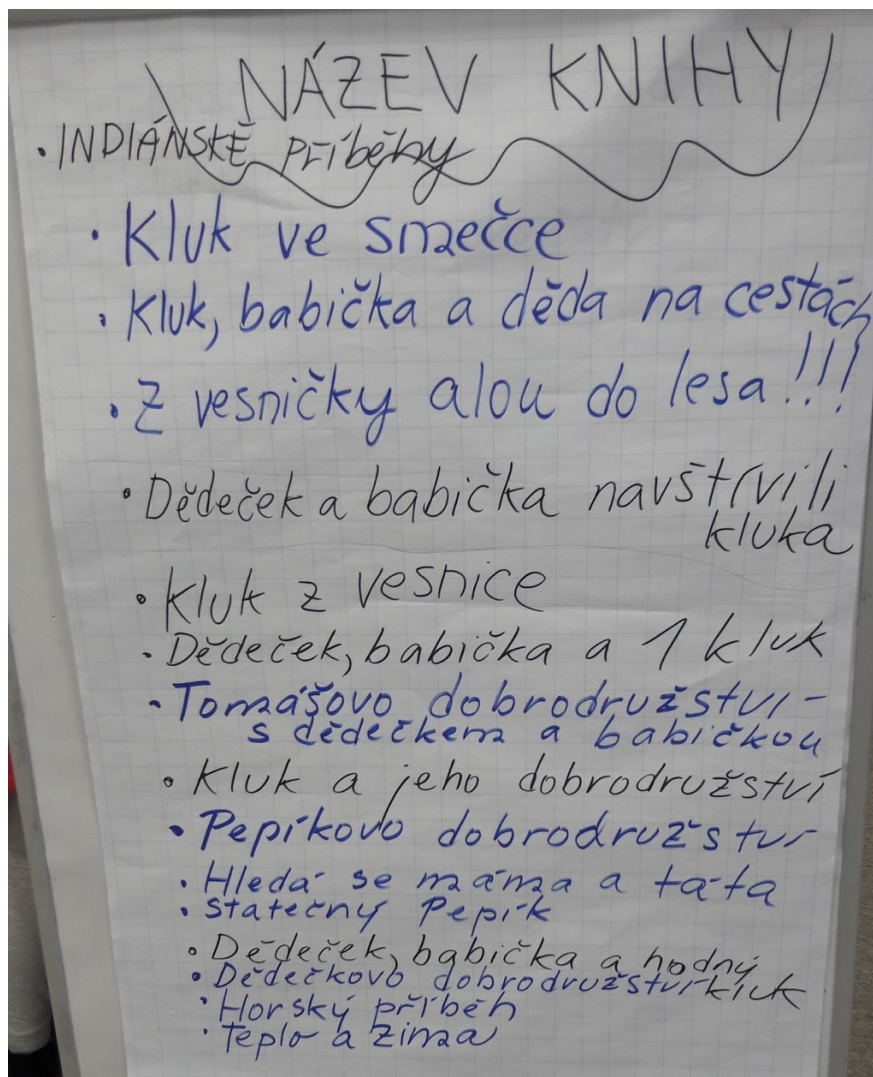 NÁZEV KNIHY
• INDIÁNSKÉ PŘÍBĚhy
• Kluk ve smečce
• Kluk, babička a děda na cestách
• Z vesničky alou do lesa!!!
• Dědeček a babička navštívili
kluka
• Kluk z vesnice
• Dědeček, babička a 1 kluk
• Tomášovo dobrodružství
s dědečkem a babičkou
• Kluk a jeho dobrodružství
• Pepíkovo dobrodružství
• Hledá se máma a táta
• Statečný Pepík
• Dědeček, babička a hodný
kluk
• Dědečkovo dobrodružství
• Horský příběh
• Teplo a zima